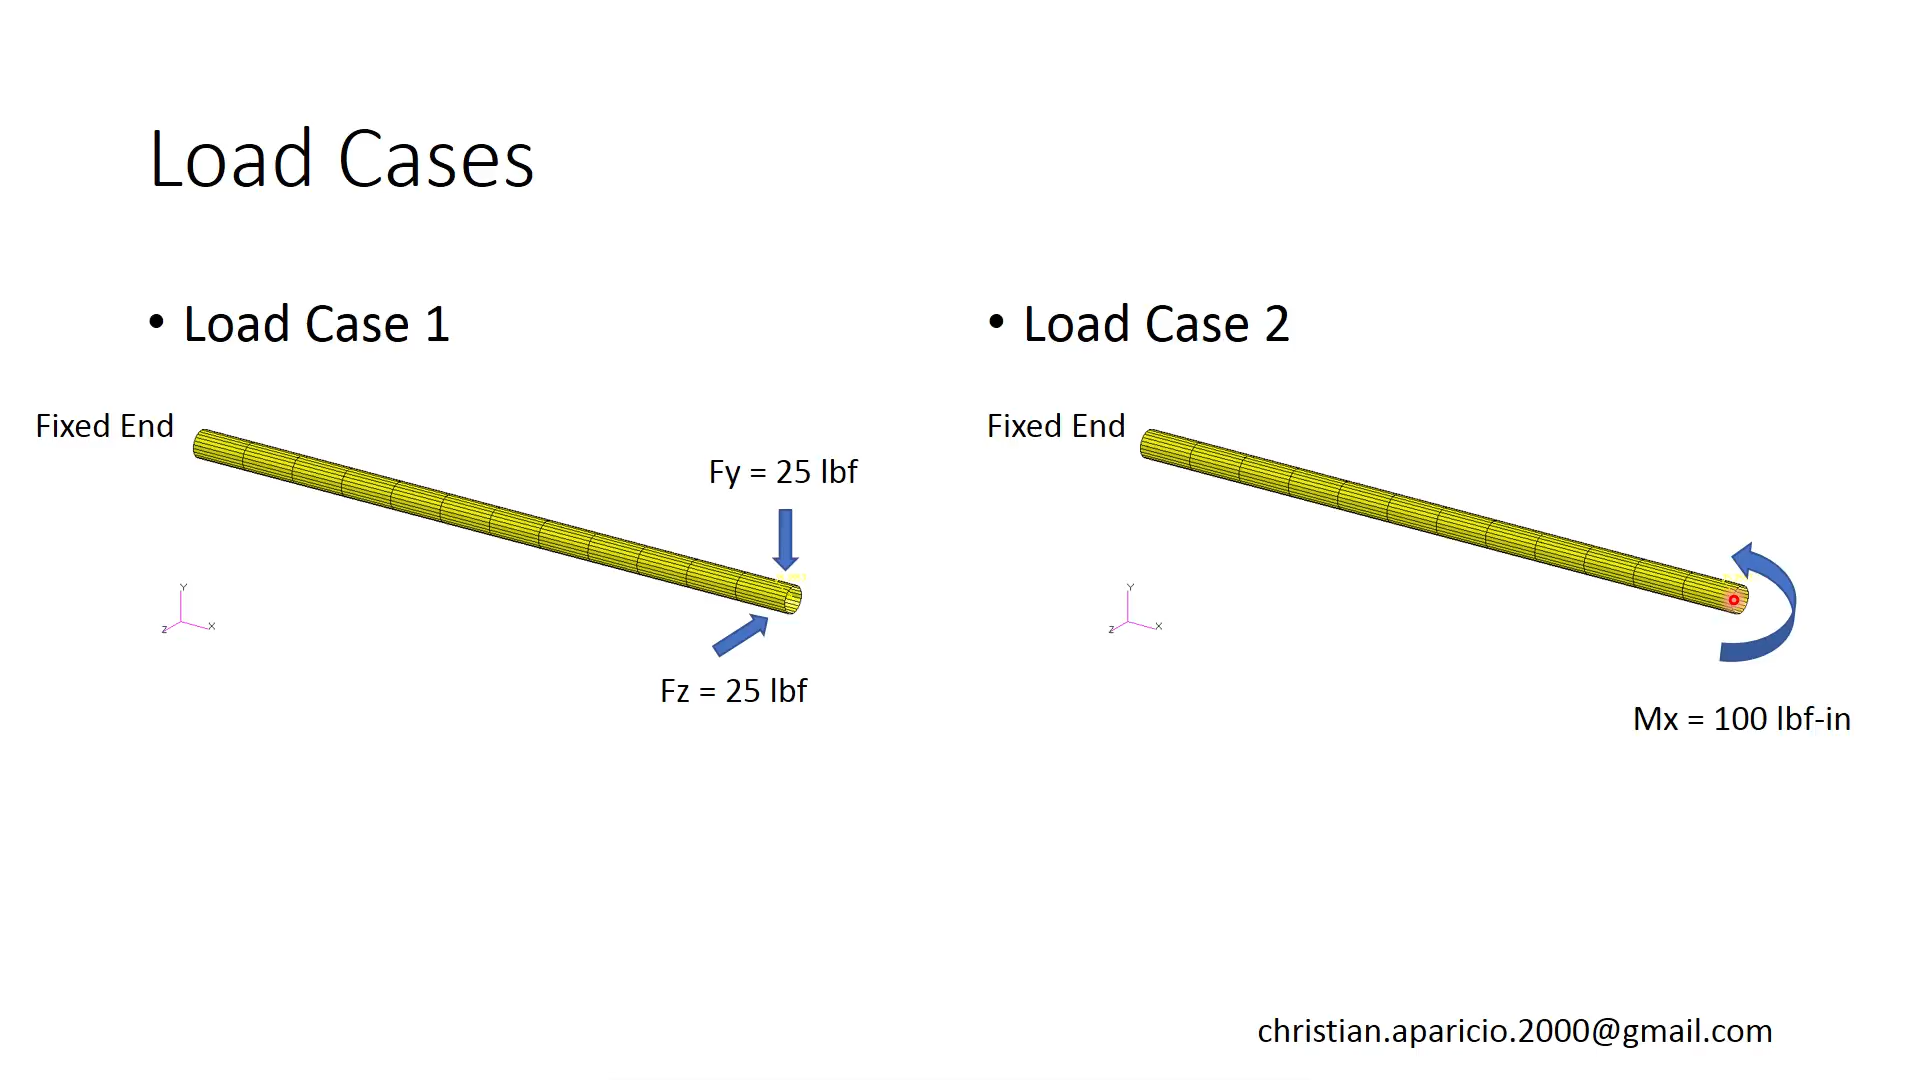 Load Cases
• Load Case 1
Fixed End
Fy = 25 lbf
Y
Z
X
Fz = 25 lbf
• Load Case 2
Fixed End
Y
Z
X
Mx = 100 lbf-in
christian.aparicio.2000@gmail.com